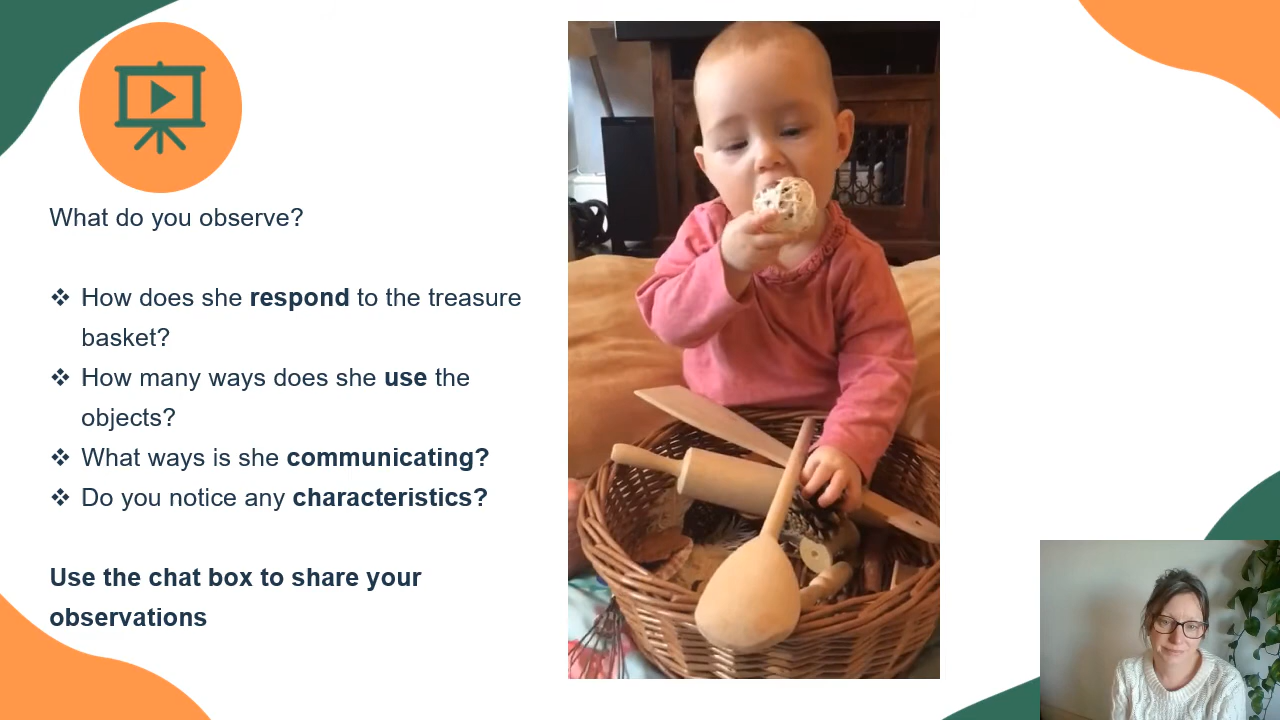 What do you observe?
❖ How does she respond to the treasure
basket?
❖ How many ways does she use the
objects?
❖ What ways is she communicating?
❖ Do you notice any characteristics?
Use the chat box to share your
observations